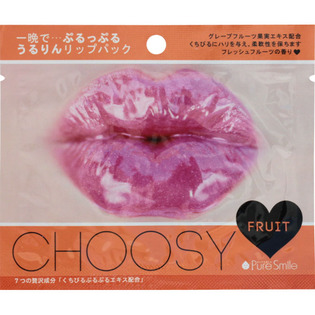 一晩で…ぷるっぷる
うるりんリップパック
グレープフルーツ果実エキス配合
くちびるにハリを与え、柔軟性を保ちます
フレッシュフルーツの香り♥
FRUIT
CHOOSY
Pure Smile
7つの贅沢成分「くちびるぷるぷるエキス配合」